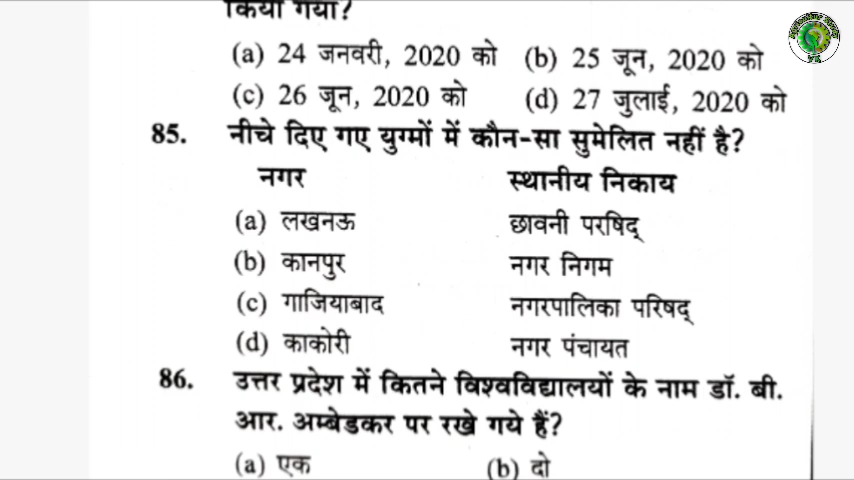 किया गया?
(a) 24 जनवरी, 2020 को (b) 25 जून, 2020 को
(c) 26 जून, 2020 को (d) 27 जुलाई, 2020 को
85. नीचे दिए गए युग्मों में कौन-सा सुमेलित नहीं है?
नगर स्थानीय निकाय
(a) लखनऊ छावनी परषिद्
(b) कानपुर नगर निगम
(c) गाजियाबाद नगरपालिका परिषद्
(d) काकोरी नगर पंचायत
86. उत्तर प्रदेश में कितने विश्वविद्यालयों के नाम डॉ. बी.
आर. अम्बेडकर पर रखे गये हैं?
(a) एक (b) दो